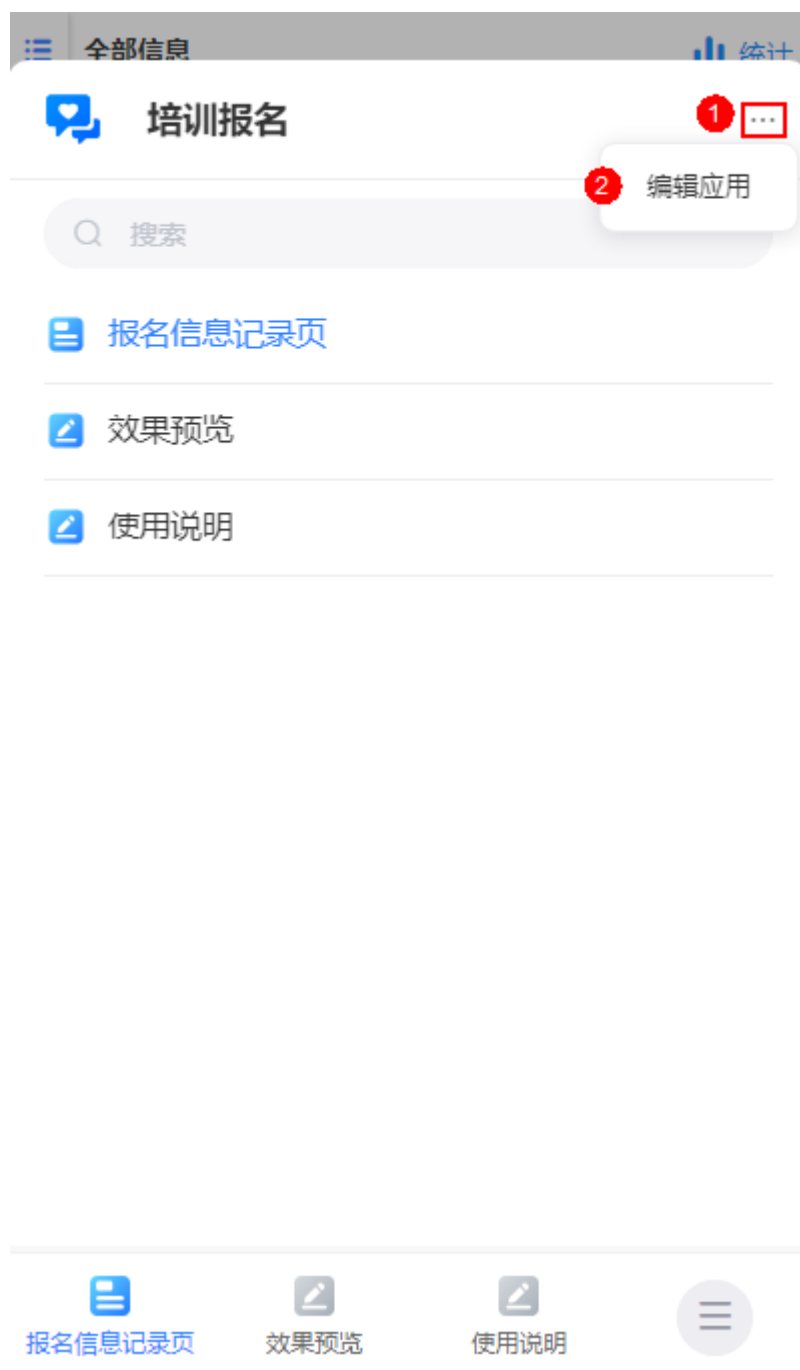 全部信息
统计
培训报名
1
...
2
编辑应用
搜索
报名信息记录页
效果预览
使用说明
报名信息记录页
效果预览
使用说明